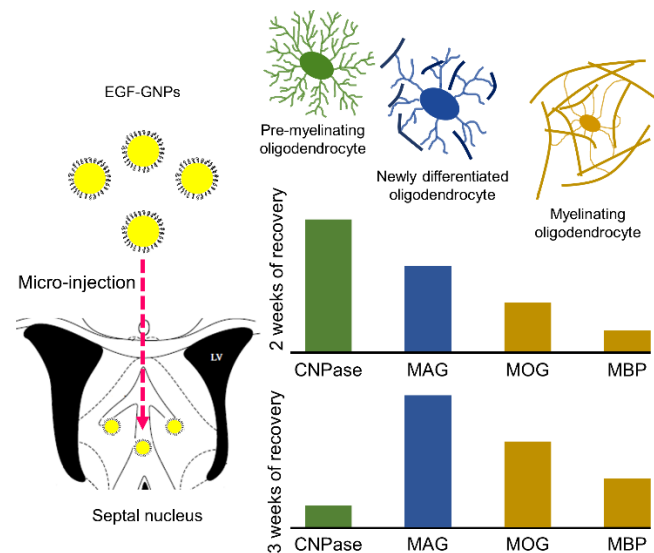 EGF-GNPs
Micro-injection
LV
Septal nucleus
Pre-myelinating
oligodendrocyte
Newly differentiated
oligodendrocyte
Myelinating
oligodendrocyte
2 weeks of recovery
CNPase MAG MOG MBP
3 weeks of recovery
CNPase MAG MOG MBP